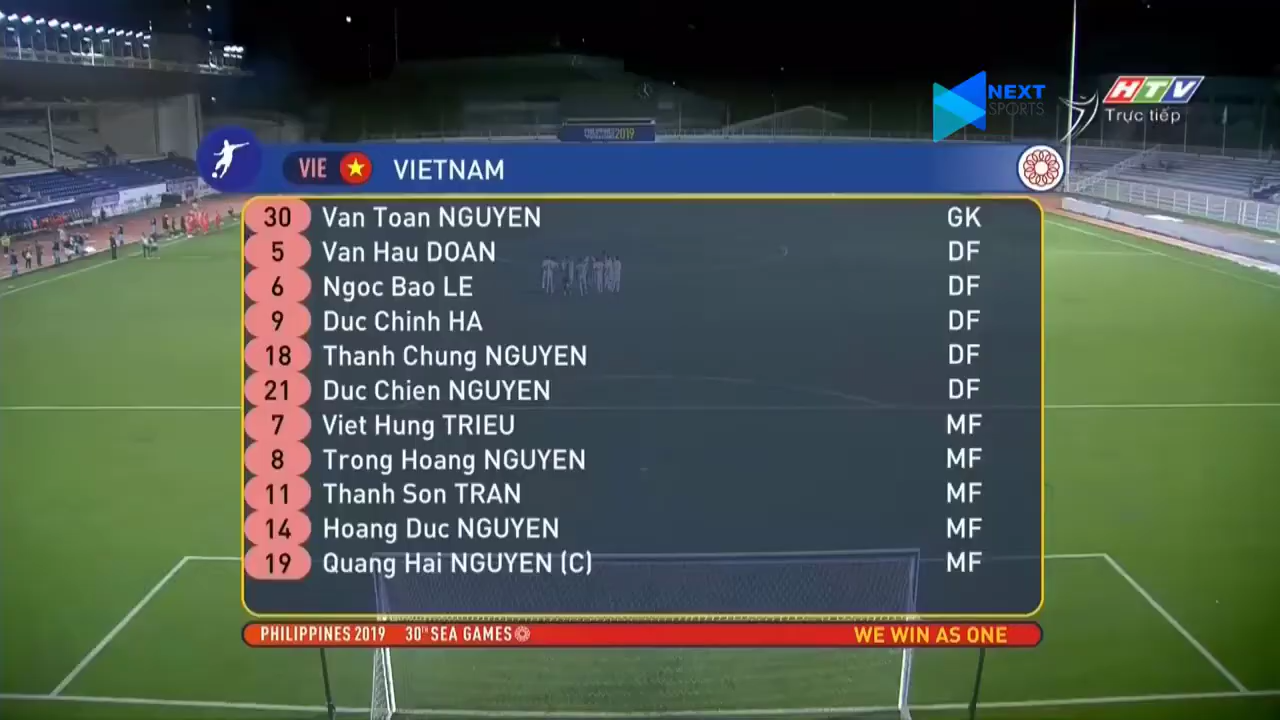 NEXT
SPORTS
HTV
Trực tiếp
PHILIPPINES 2019
VIE VIETNAM
30 Van Toan NGUYEN GK
5 Van Hau DOAN DF
6 Ngoc Bao LE DF
9 Duc Chinh HA DF
18 Thanh Chung NGUYEN DF
21 Duc Chien NGUYEN DF
7 Viet Hung TRIEU MF
8 Trong Hoang NGUYEN MF
11 Thanh Son TRAN MF
14 Hoang Duc NGUYEN MF
19 Quang Hai NGUYEN (C) MF
PHILIPPINES 2019 30TH SEA GAMES WE WIN AS ONE